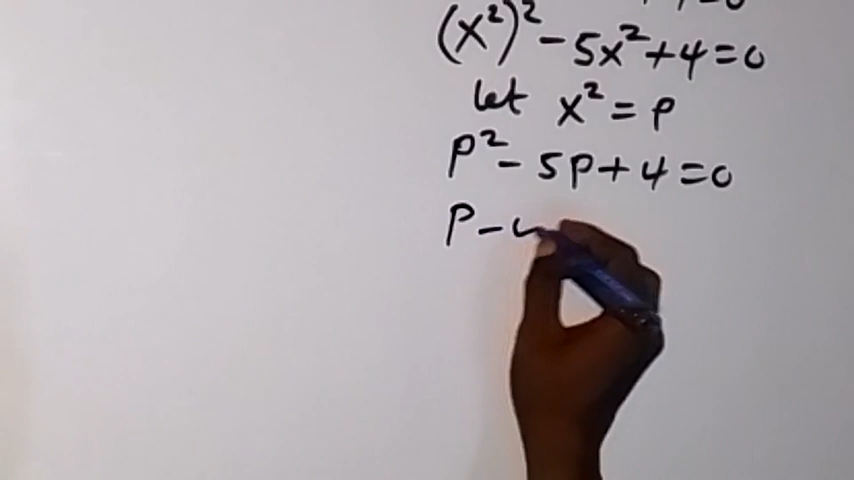 (x²)² - 5x² + 4 = 0
let x² = p
p² - 5p + 4 = 0
p -